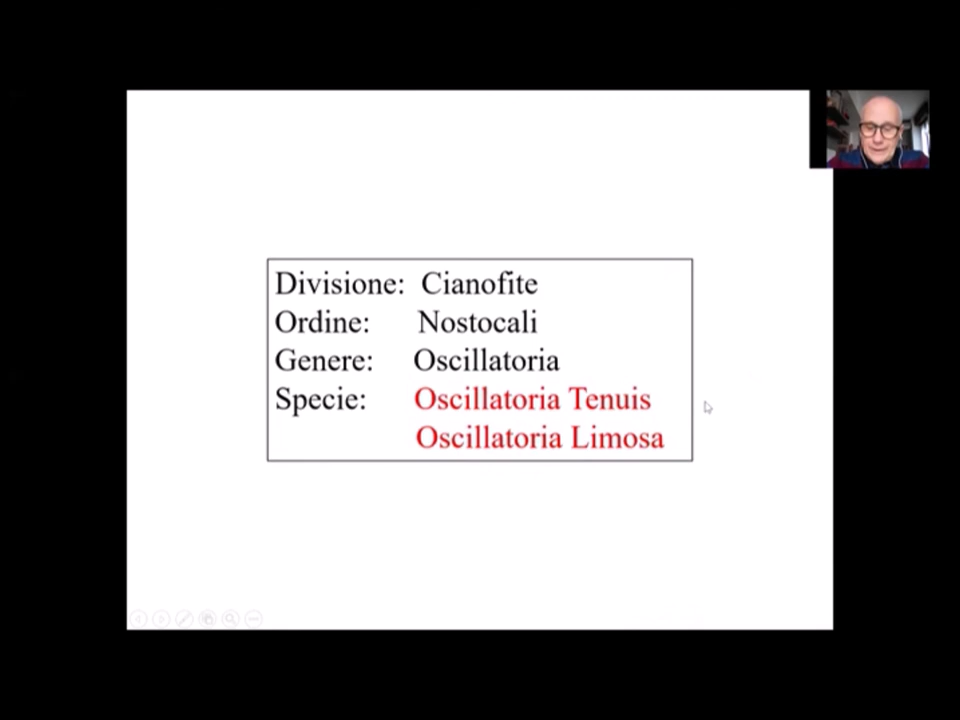 Divisione: Cianofite
Ordine: Nostocali
Genere: Oscillatoria
Specie: Oscillatoria Tenuis
Oscillatoria Limosa